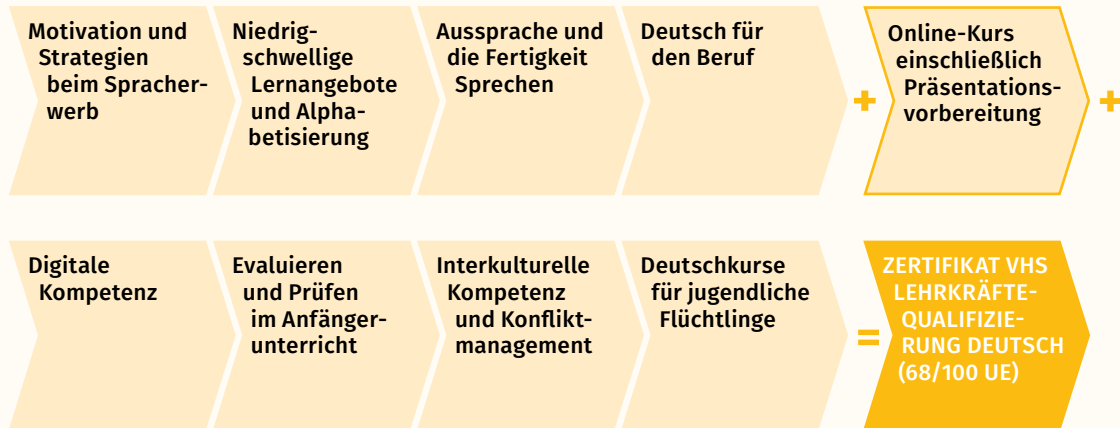 Motivation und
Strategien
beim Spracher-
werb
Niedrig-
schwellige
Lernangebote
und Alpha-
betisierung
Aussprache und
die Fertigkeit
Sprechen
Deutsch für
den Beruf
+
Online-Kurs
einschließlich
Präsentations-
vorbereitung
+
Digitale
Kompetenz
Evaluieren
und Prüfen
im Anfänger-
unterricht
Interkulturelle
Kompetenz
und Konflikt-
management
Deutschkurse
für jugendliche
Flüchtlinge
=
ZERTIFIKAT VHS
LEHRKRÄFTE-
QUALIFIZIE-
RUNG DEUTSCH
(68/100 UE)